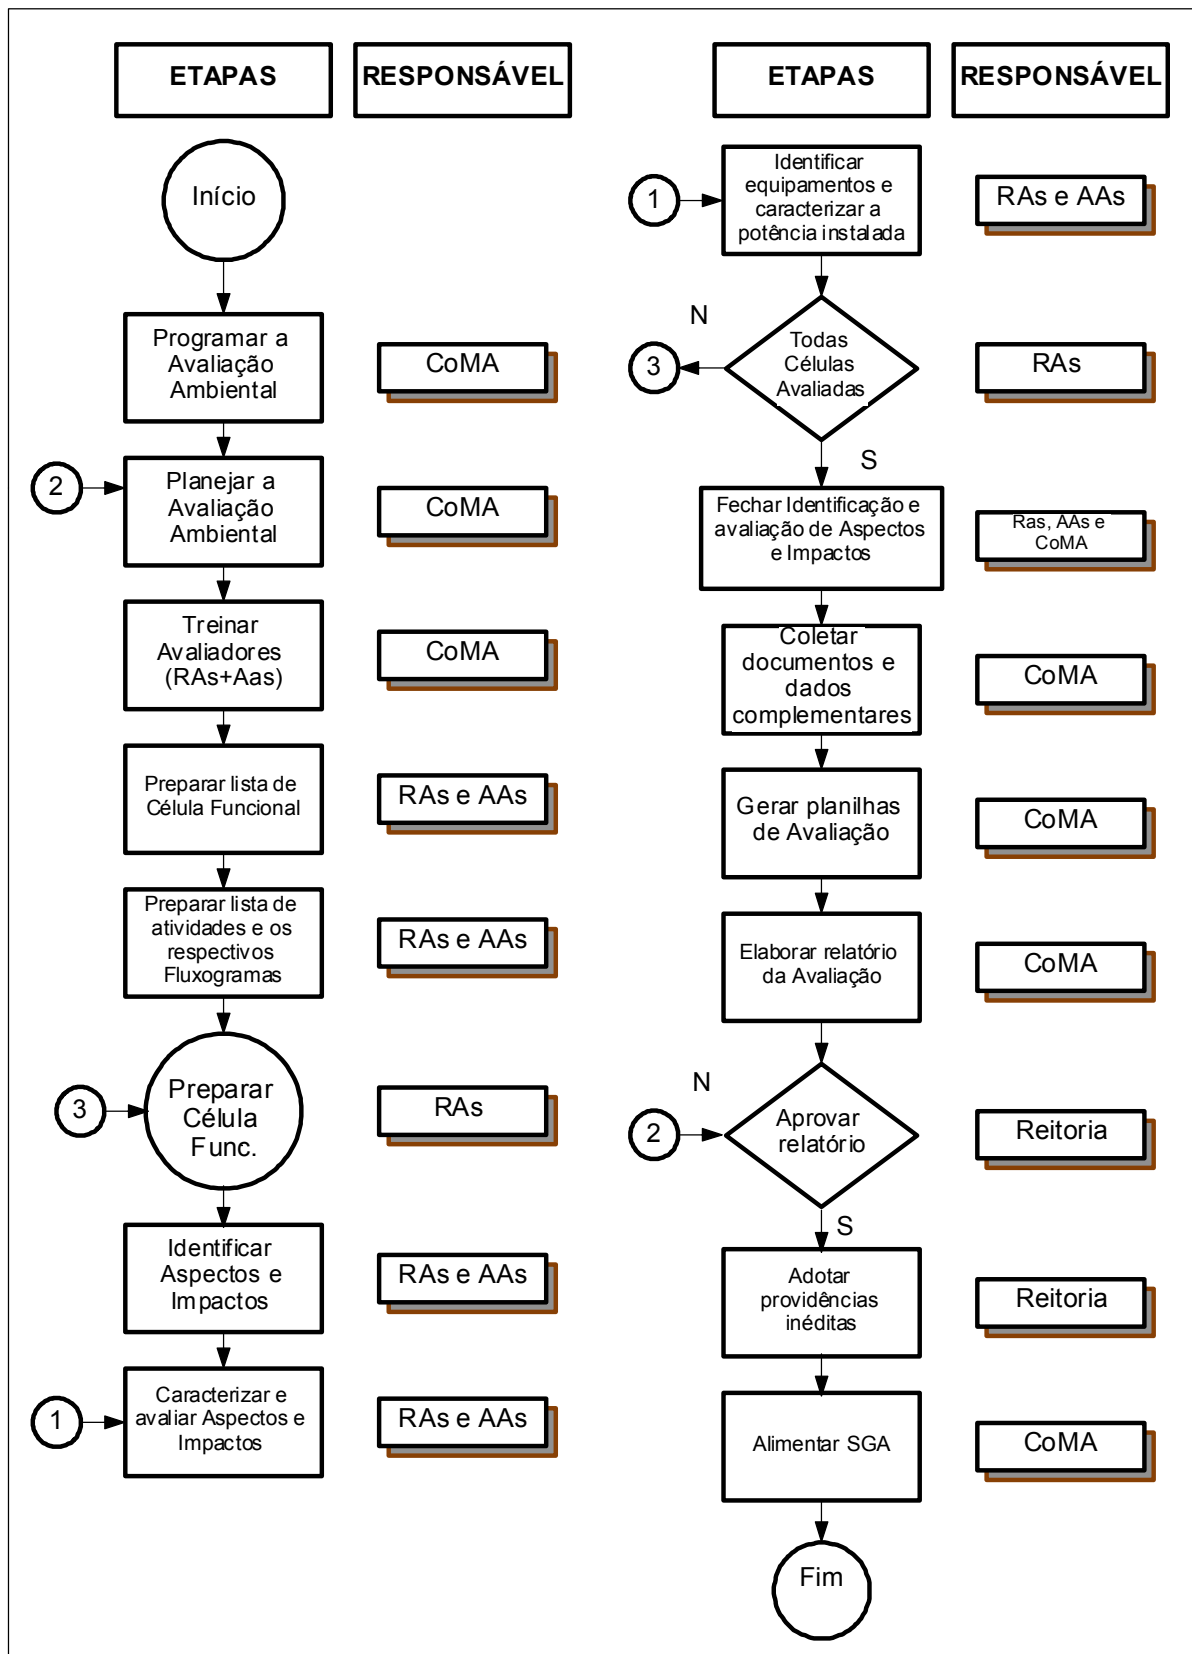 ETAPAS
RESPONSÁVEL
Início
Programar a
Avaliação
Ambiental
CoMA
2
Planejar a
Avaliação
Ambiental
CoMA
Treinar
Avaliadores
(RAs+Aas)
CoMA
Preparar lista de
Célula Funcional
RAs e AAs
Preparar lista de
atividades e os
respectivos
Fluxogramas
RAs e AAs
3
Preparar
Célula
Func.
RAs
Identificar
Aspectos e
Impactos
RAs e AAs
1
Caracterizar e
avaliar Aspectos e
Impactos
RAs e AAs
ETAPAS
RESPONSÁVEL
1
Identificar
equipamentos e
caracterizar a
potência instalada
RAs e AAs
N
3
Todas
Células
Avaliadas
RAs
S
Fechar Identificação e
avaliação de Aspectos
e Impactos
Ras, AAs e
CoMA
Coletar
documentos e
dados
complementares
CoMA
Gerar planilhas
de Avaliação
CoMA
Elaborar relatório
da Avaliação
CoMA
N
2
Aprovar
relatório
Reitoria
S
Adotar
providências
inéditas
Reitoria
Alimentar SGA
CoMA
Fim